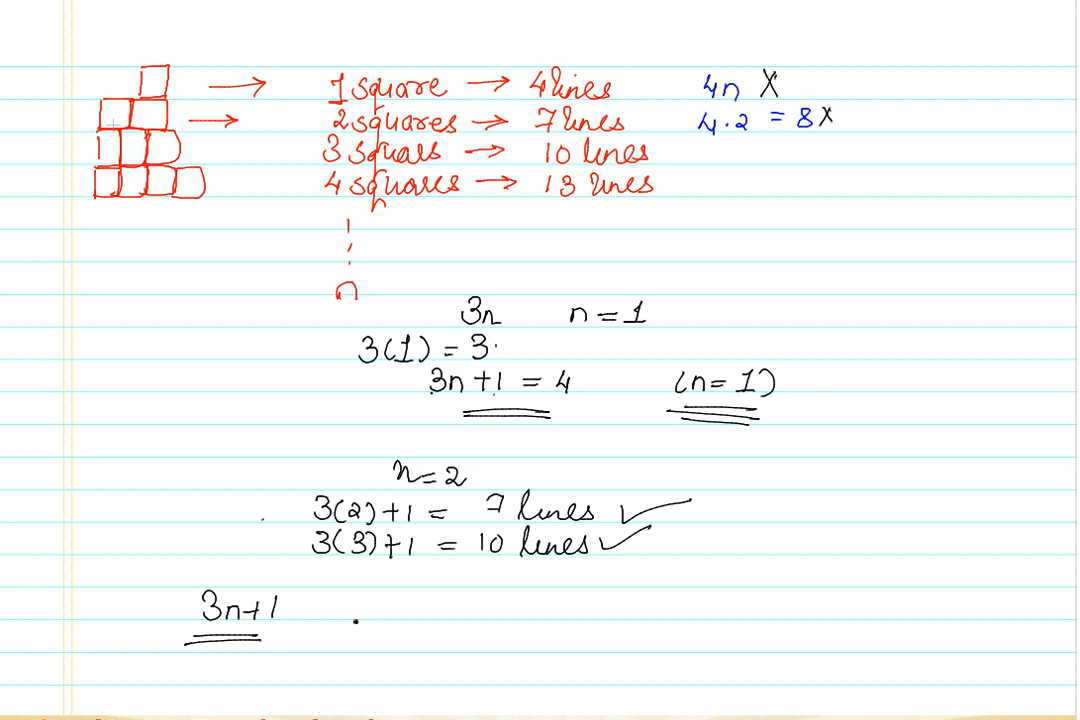 → 1 square → 4 lines 4n X
→ 2 squares → 7 lines 4.2 = 8 X
3 squars → 10 lines
4 squares → 13 lines
n
3n n = 1
3(1) = 3.
3n + 1 = 4 (n = 1)
n = 2
3(2) + 1 = 7 lines ✓
3(3) + 1 = 10 lines ✓
3n+1 .